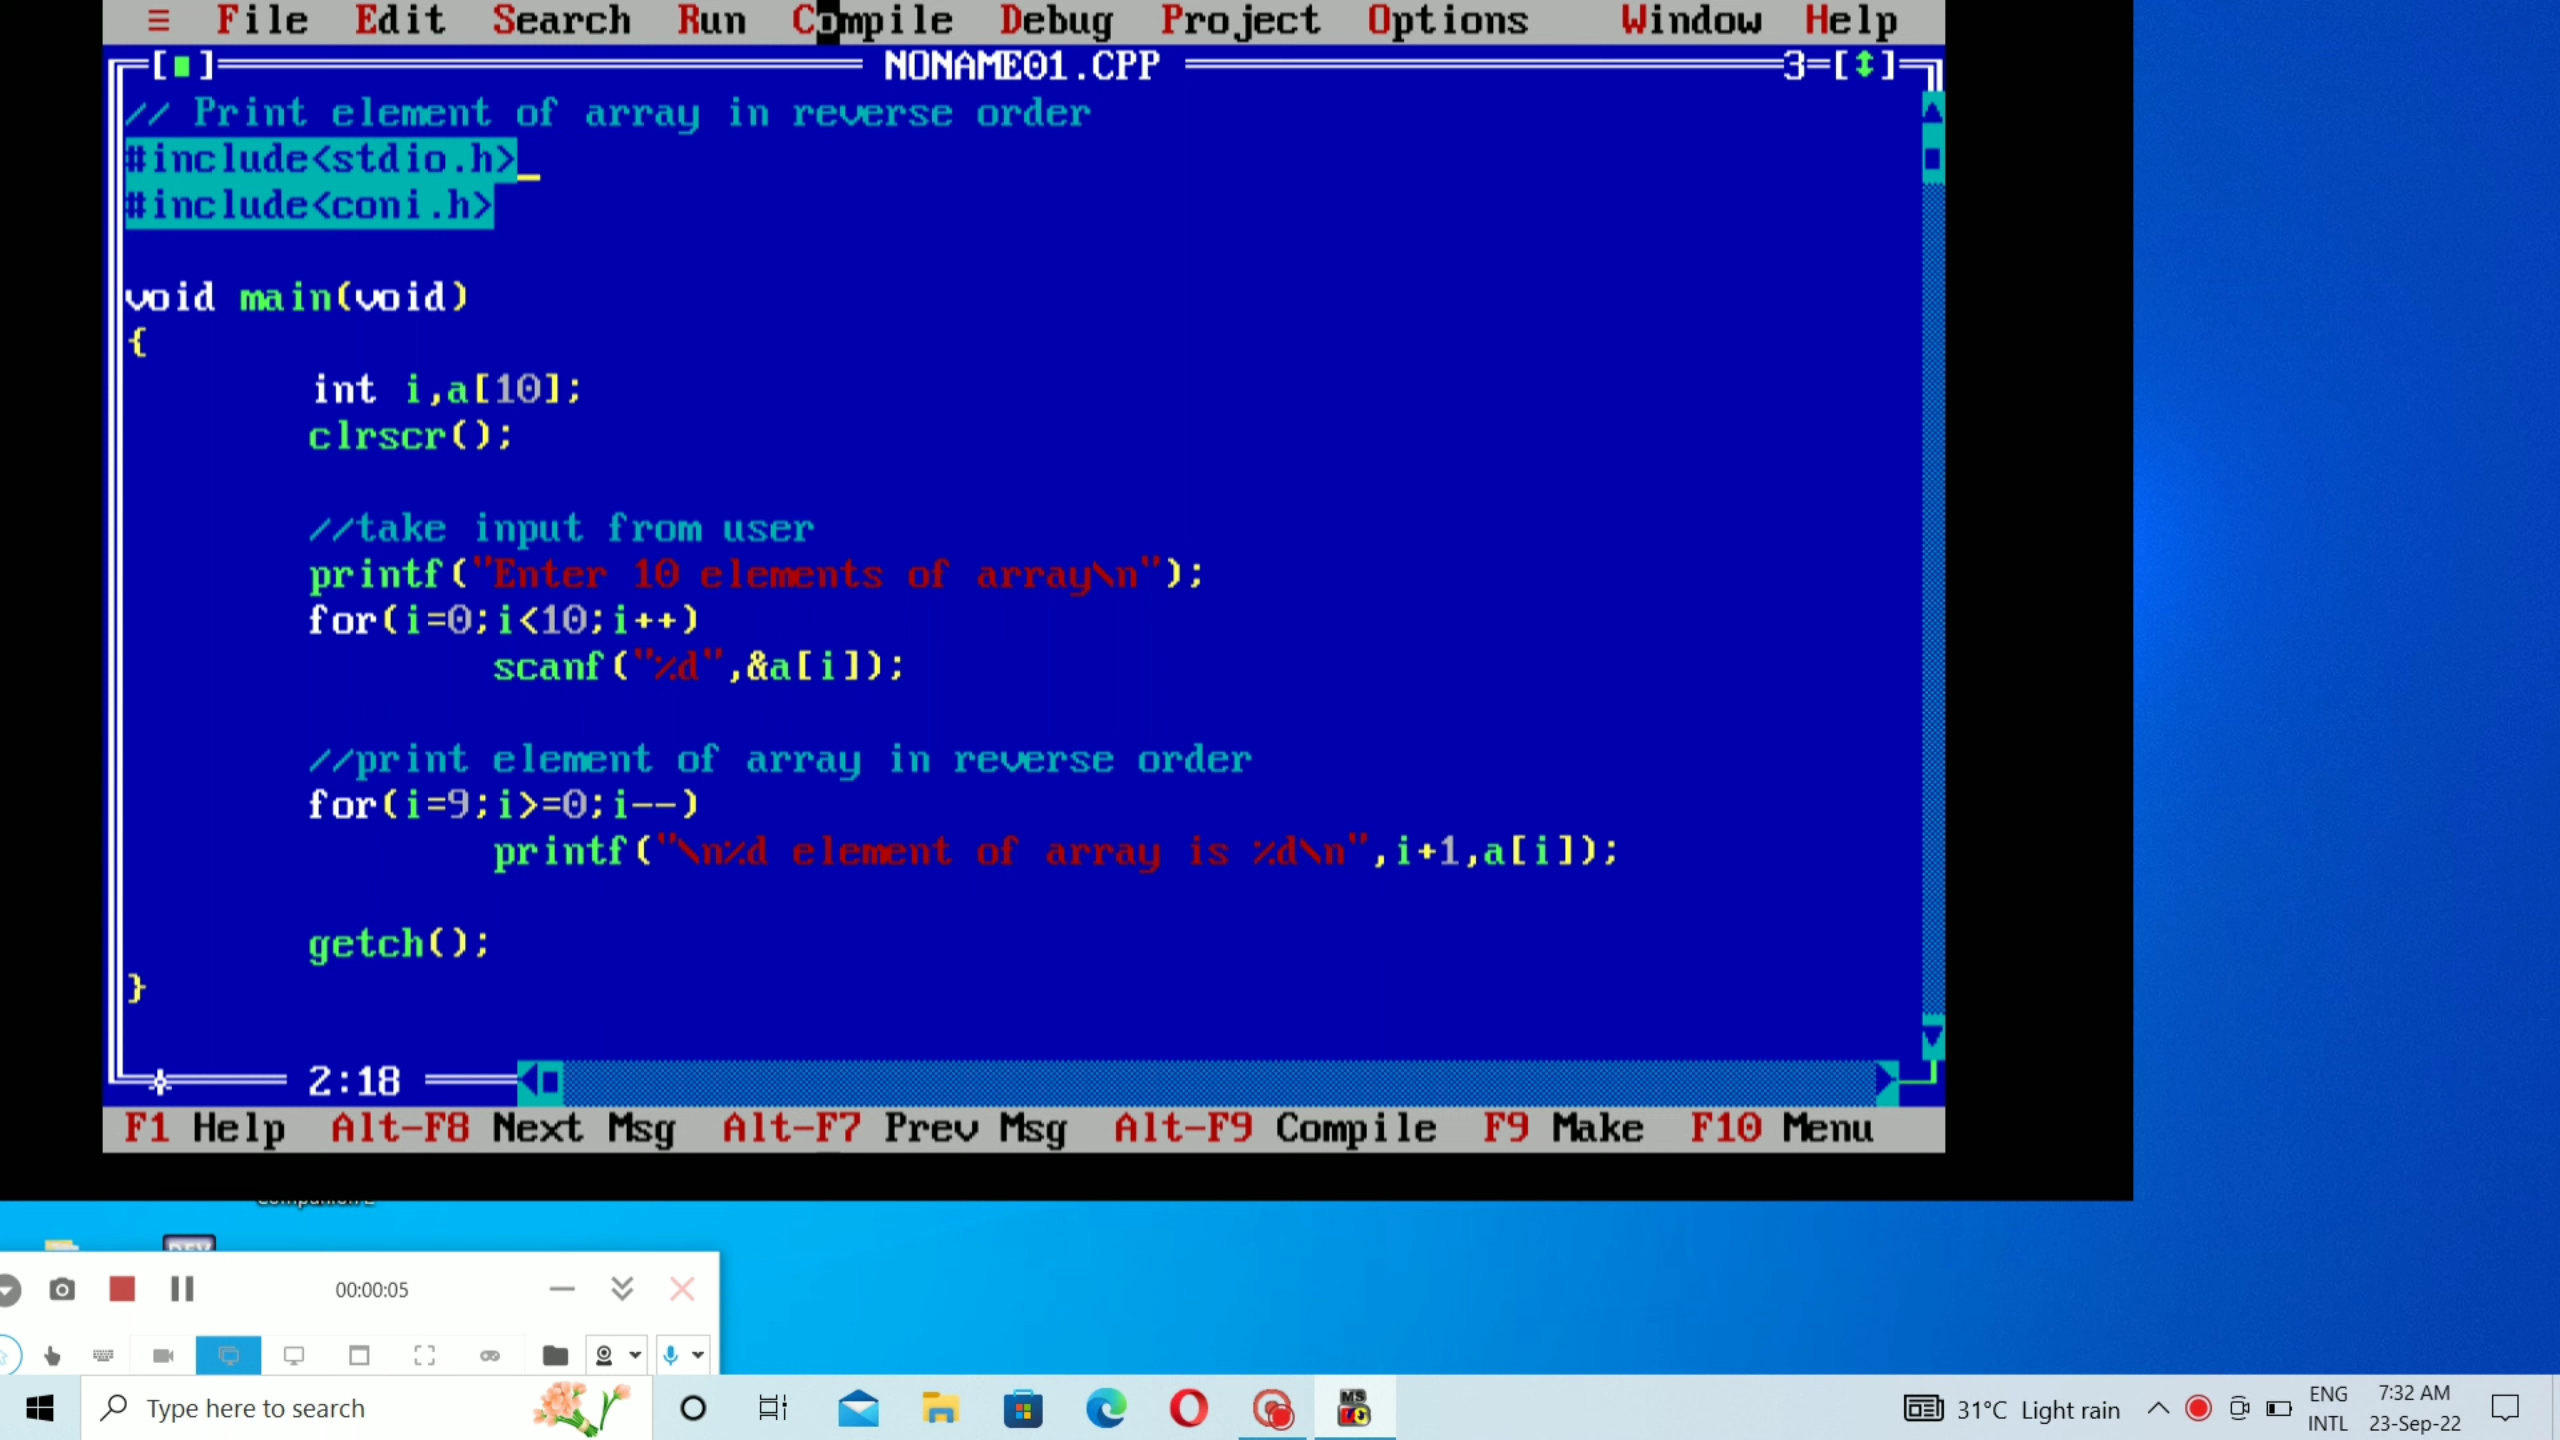 ≡ File Edit Search Run Compile Debug Project Options Window Help
[■] NONAME01.CPP 3=[↕]
// Print element of array in reverse order
#include<stdio.h>
#include<coni.h>
void main(void)
{
int i,a[10];
clrscr();
//take input from user
printf("Enter 10 elements of array\n");
for(i=0;i<10;i++)
scanf("%d",&a[i]);
//print element of array in reverse order
for(i=9;i>=0;i--)
printf("\n%d element of array is %d\n",i+1,a[i]);
getch();
}
2:18
F1 Help Alt-F8 Next Msg Alt-F7 Prev Msg Alt-F9 Compile F9 Make F10 Menu
00:00:05
Type here to search
MS
31°C Light rain
ENG
INTL
7:32 AM
23-Sep-22